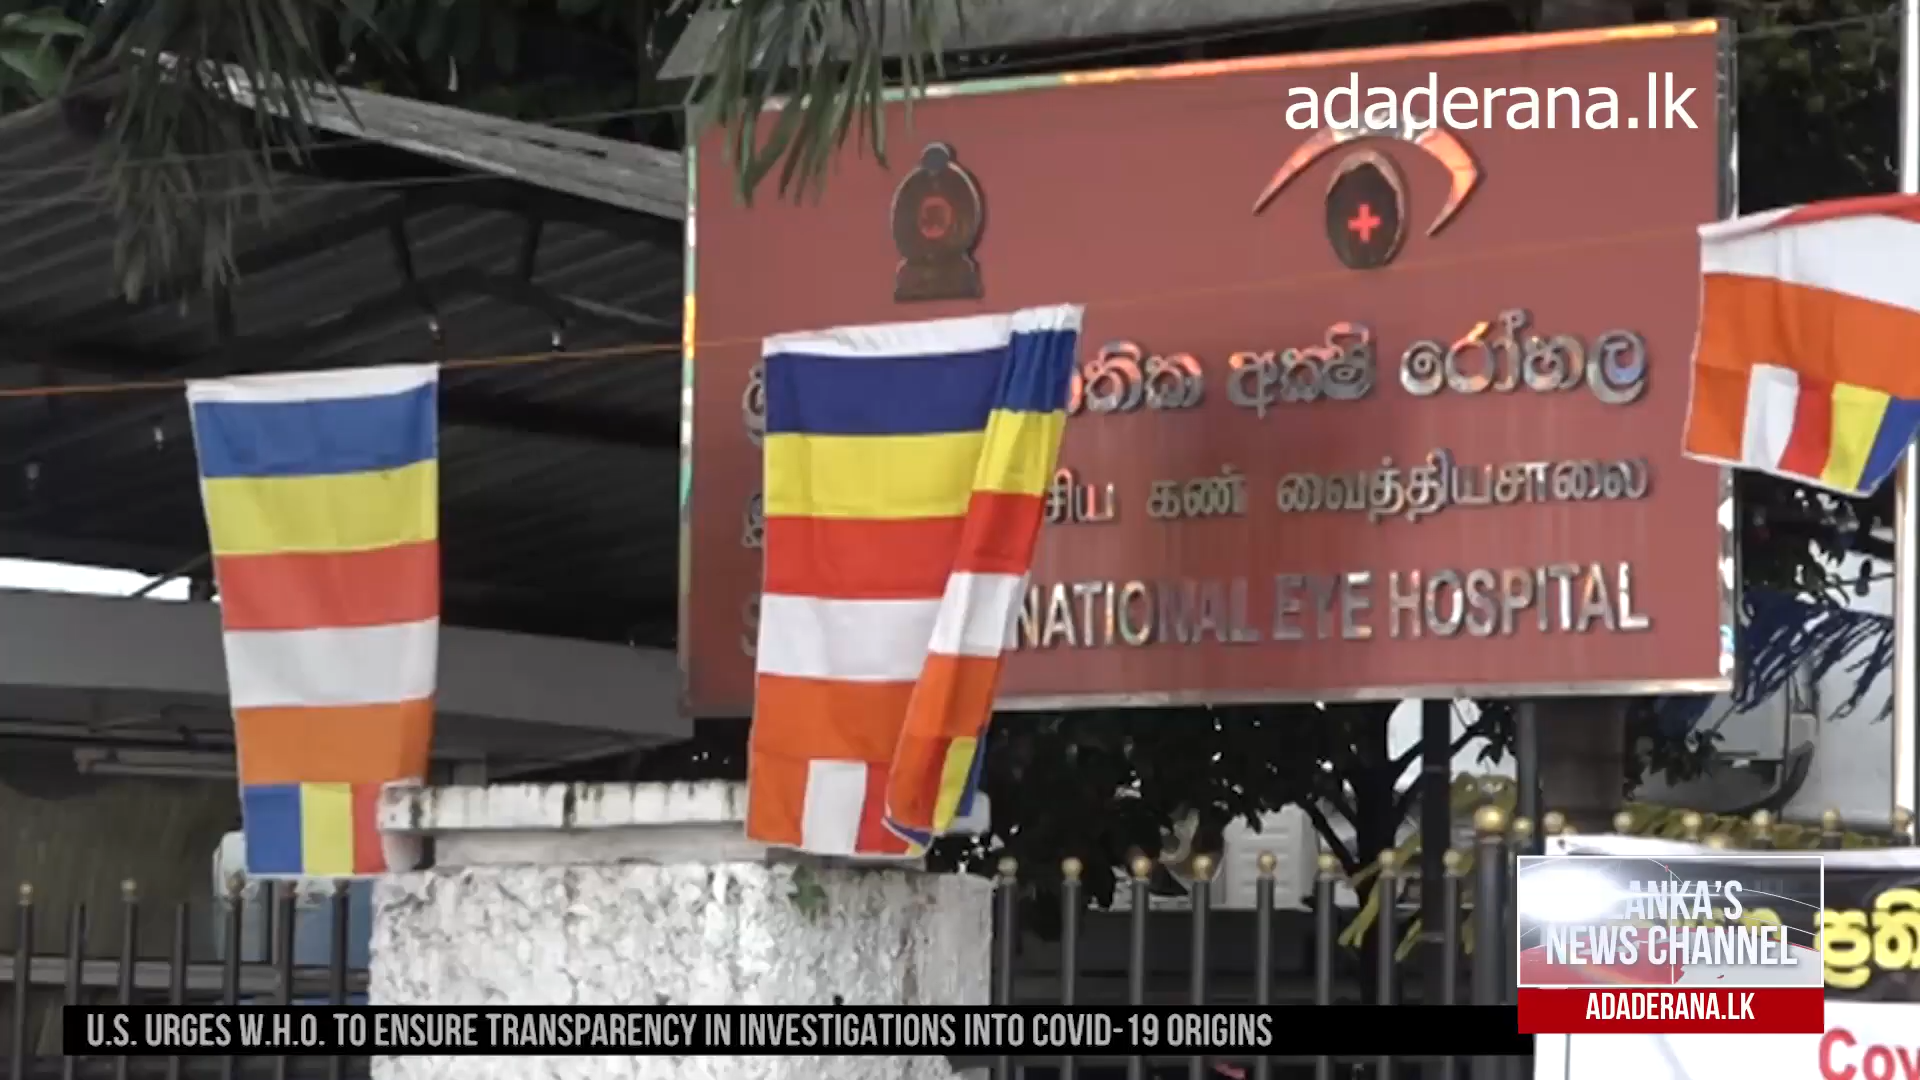 adaderana.lk
අක්ෂි රෝහල
கண் வைத்தியசாலை
NATIONAL EYE HOSPITAL
LANKA'S
NEWS CHANNEL
ADADERANA.LK
U.S. URGES W.H.O. TO ENSURE TRANSPARENCY IN INVESTIGATIONS INTO COVID-19 ORIGINS